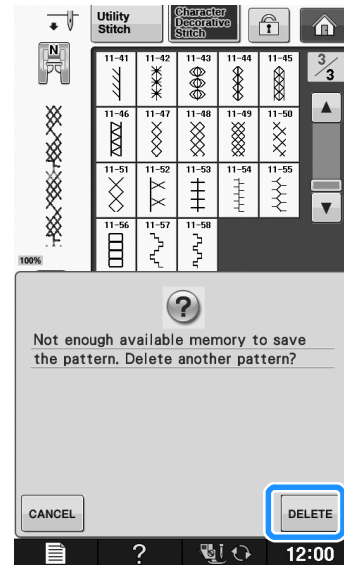 Utility
Stitch
Character
Decorative
Stitch
N
3/3
11-41 11-42 11-43 11-44 11-45
11-46 11-47 11-48 11-49 11-50
11-51 11-52 11-53 11-54 11-55
11-56 11-57 11-58
100%
?
Not enough available memory to save
the pattern. Delete another pattern?
CANCEL
DELETE
? 12:00